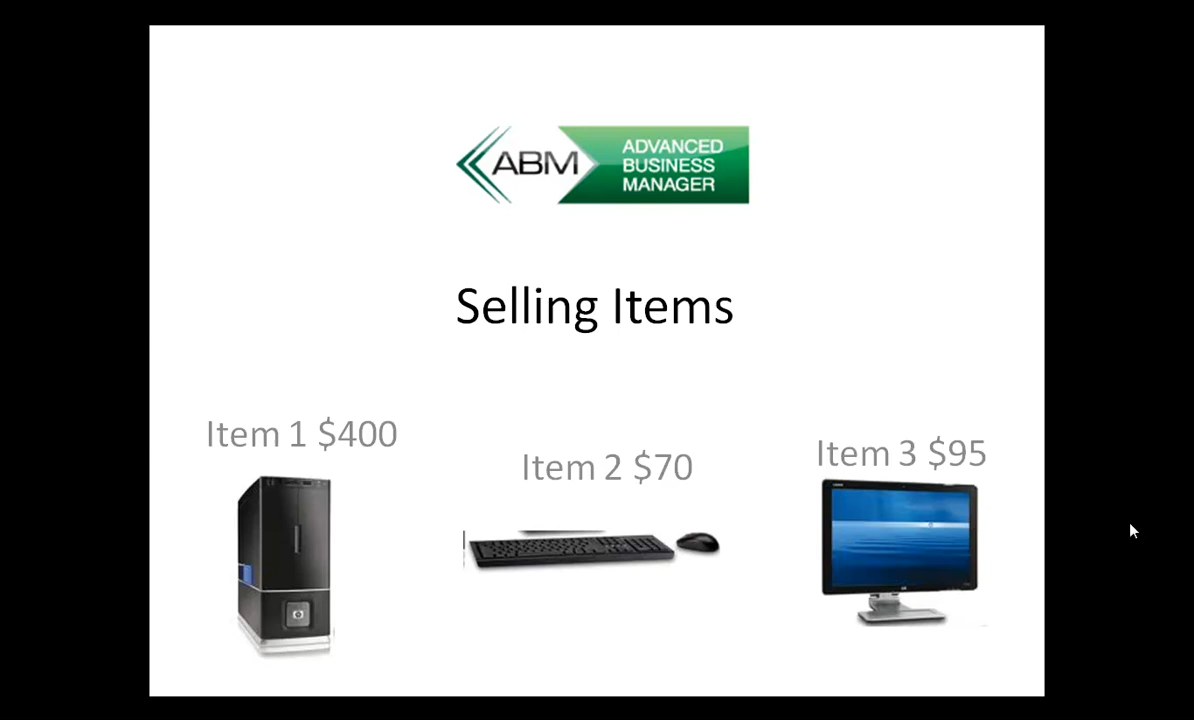 ABM
ADVANCED
BUSINESS
MANAGER
Selling Items
Item 1 $400
Item 2 $70
Item 3 $95